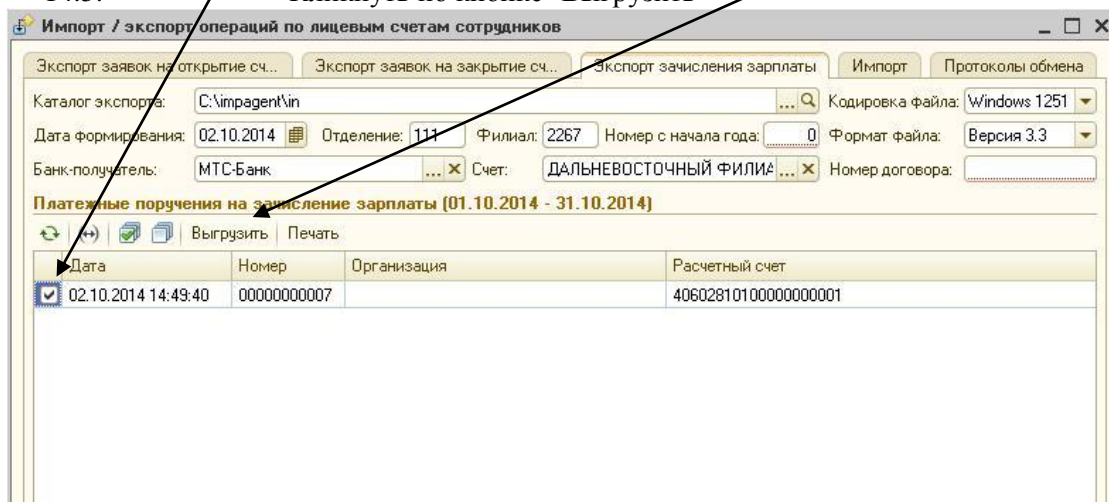 Импорт / экспорт операций по лицевым счетам сотрудников
Экспорт заявок на открытие сч... Экспорт заявок на закрытие сч... Экспорт зачисления зарплаты Импорт Протоколы обмена
Каталог экспорта: C:\impagent\in ... Кодировка файла: Windows 1251
Дата формирования: 02.10.2014 Отделение: 111 Филиал: 2267 Номер с начала года: 0 Формат файла: Версия 3.3
Банк-получатель: МТС-Банк ... Счет: ДАЛЬНЕВОСТОЧНЫЙ ФИЛИА ... Номер договора:
Платежные поручения на зачисление зарплаты (01.10.2014 - 31.10.2014)
Выгрузить Печать
Дата Номер Организация Расчетный счет
02.10.2014 14:49:40 00000000007 40602810100000000001